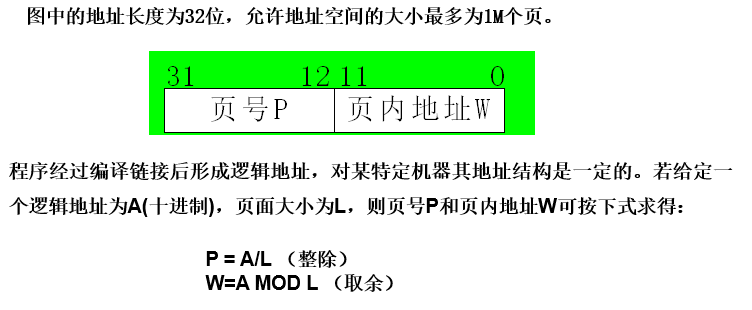 图中的地址长度为32位，允许地址空间的大小最多为1M个页。
31 12 11 0
页号P 页内地址W
程序经过编译链接后形成逻辑地址，对某特定机器其地址结构是一定的。若给定一
个逻辑地址为A(十进制)，页面大小为L，则页号P和页内地址W可按下式求得：
P = A/L （整除）
W=A MOD L （取余）